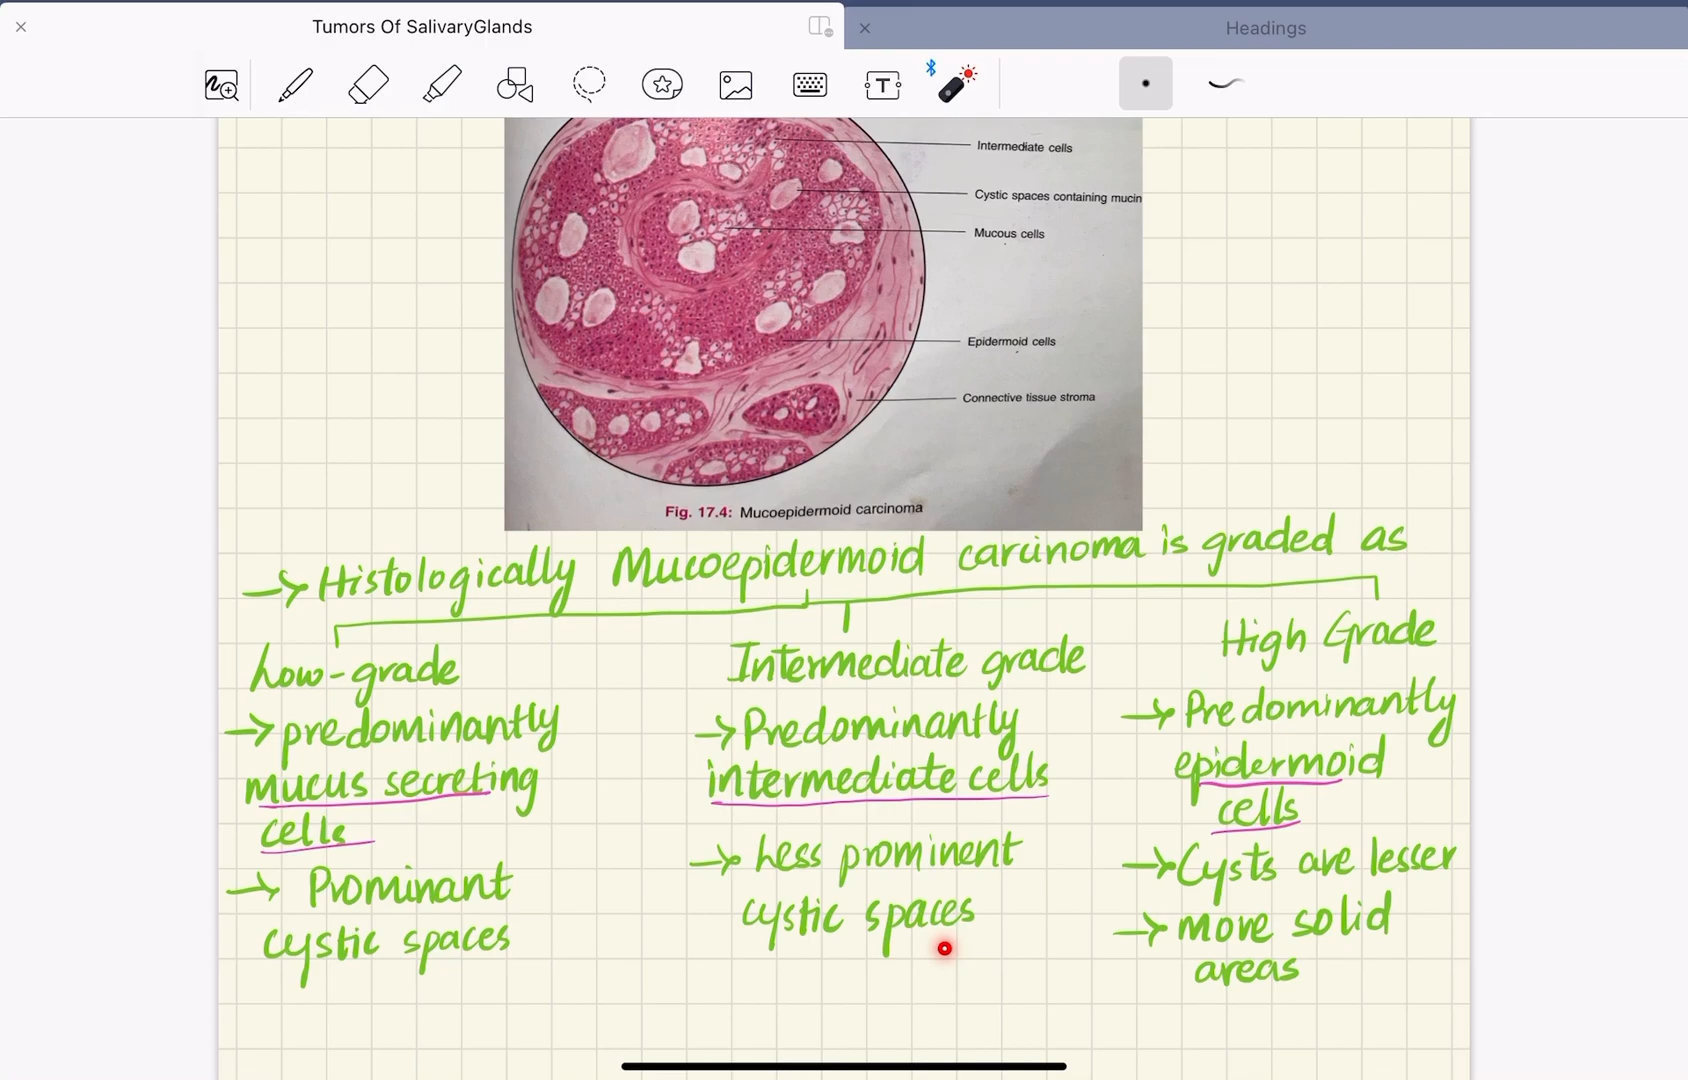 Tumors Of SalivaryGlands
Headings
T
Intermediate cells
Cystic spaces containing mucin
Mucous cells
Epidermoid cells
Connective tissue stroma
Fig. 17.4: Mucoepidermoid carcinoma
→ Histologically Mucoepidermoid carcinoma is graded as
Low-grade
→ predominantly
mucus secreting
cells
→ Prominant
cystic spaces
Intermediate grade
→ Predominantly
intermediate cells
→ Less prominent
cystic spaces
High Grade
→ Predominantly
epidermoid
cells
→ Cysts are lesser
→ more solid
areas